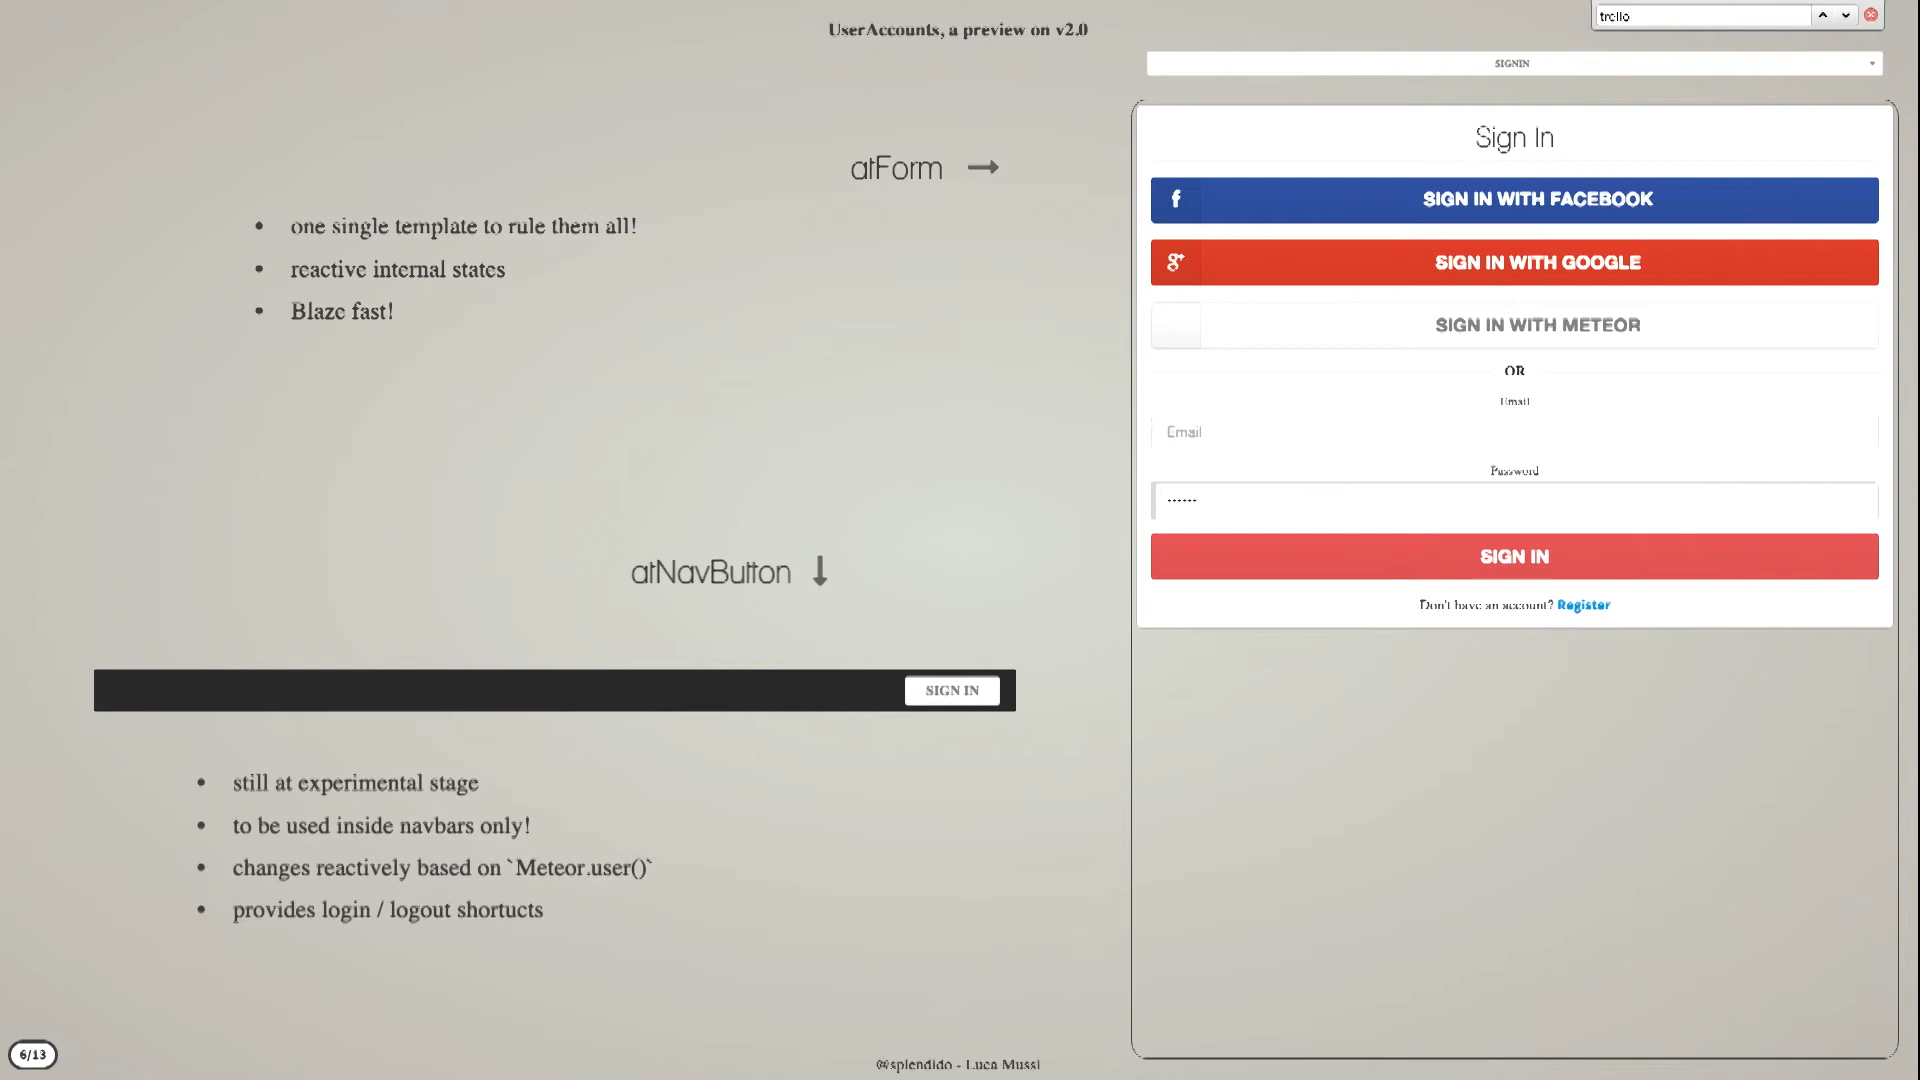 UserAccounts, a preview on v2.0
trello
SIGNIN
atForm →
• one single template to rule them all!
• reactive internal states
• Blaze fast!
Sign In
f SIGN IN WITH FACEBOOK
g+ SIGN IN WITH GOOGLE
SIGN IN WITH METEOR
OR
Email
Email
Password
••••••
SIGN IN
Don't have an account? Register
atNavButton ↓
SIGN IN
• still at experimental stage
• to be used inside navbars only!
• changes reactively based on `Meteor.user()`
• provides login / logout shortucts
6/13
@splendido - Luca Mussi